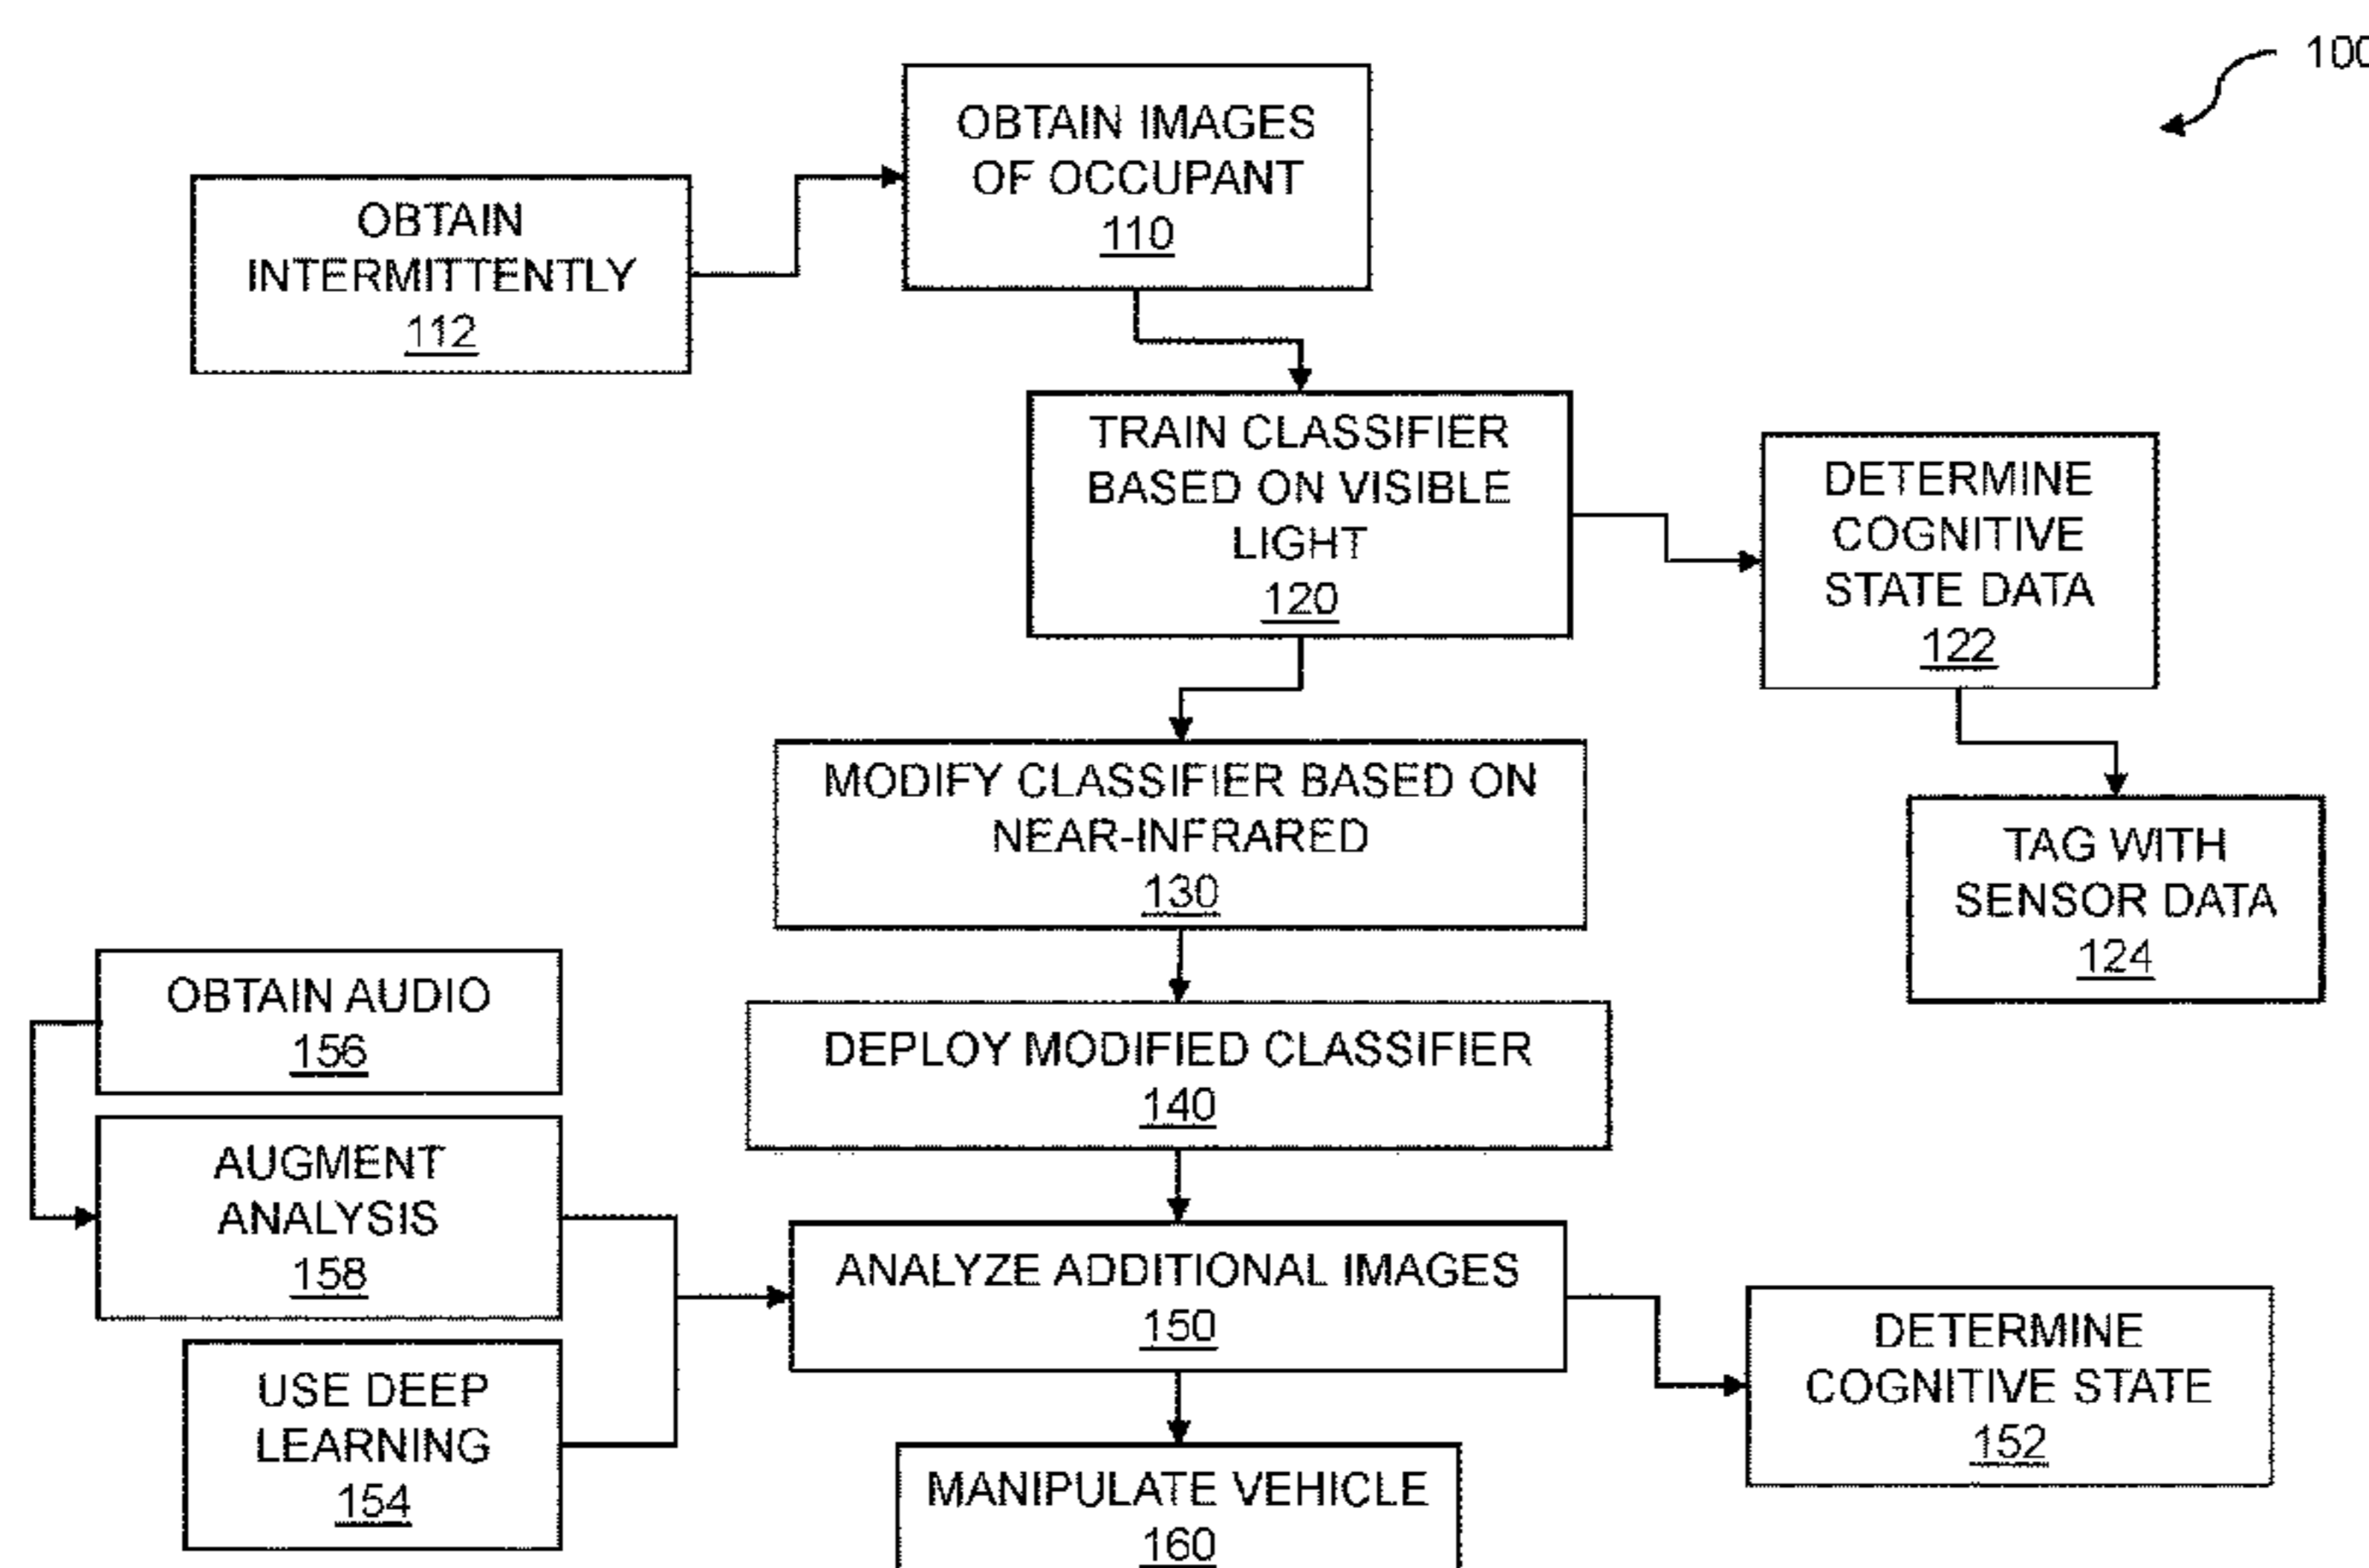 100
OBTAIN IMAGES
OF OCCUPANT
110
OBTAIN
INTERMITTENTLY
112
TRAIN CLASSIFIER
BASED ON VISIBLE
LIGHT
120
DETERMINE
COGNITIVE
STATE DATA
122
MODIFY CLASSIFIER BASED ON
NEAR-INFRARED
130
TAG WITH
SENSOR DATA
124
OBTAIN AUDIO
156
DEPLOY MODIFIED CLASSIFIER
140
AUGMENT
ANALYSIS
158
ANALYZE ADDITIONAL IMAGES
150
DETERMINE
COGNITIVE STATE
152
USE DEEP
LEARNING
154
MANIPULATE VEHICLE
160